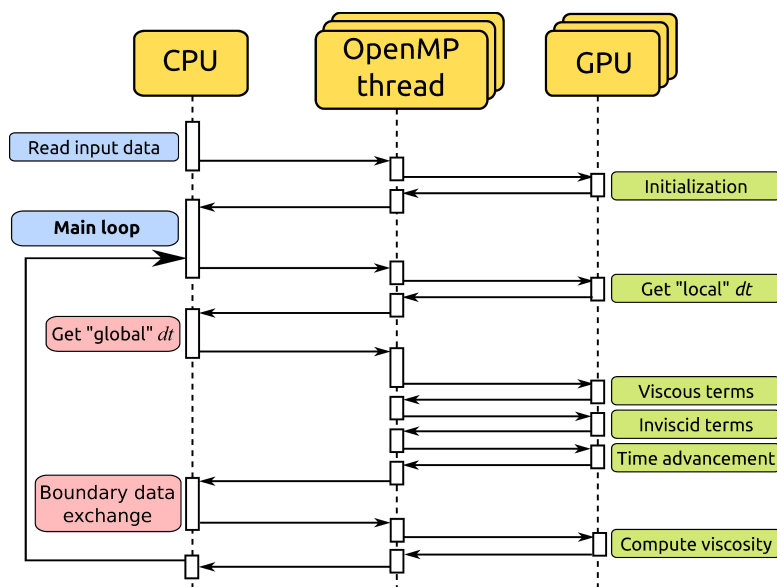 CPU
OpenMP
thread
GPU
Read input data
Initialization
Main loop
Get "local" dt
Get "global" dt
Viscous terms
Inviscid terms
Time advancement
Boundary data
exchange
Compute viscosity